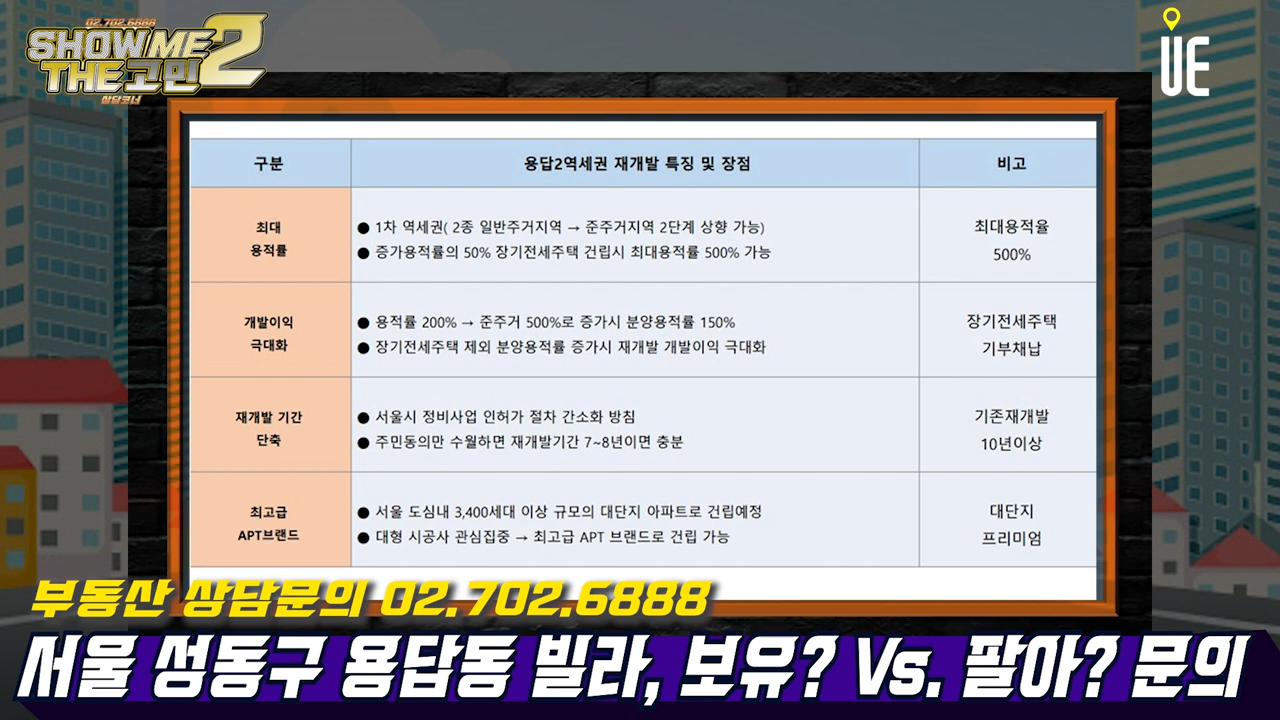 02.702.6888
SHOW ME
THE고민2
상담코너
UE
구분
용답2역세권 재개발 특징 및 장점
비고
최대
용적률
● 1차 역세권( 2종 일반주거지역 → 준주거지역 2단계 상향 가능)
● 증가용적률의 50% 장기전세주택 건립시 최대용적률 500% 가능
최대용적율
500%
개발이익
극대화
● 용적률 200% → 준주거 500%로 증가시 분양용적률 150%
● 장기전세주택 제외 분양용적률 증가시 재개발 개발이익 극대화
장기전세주택
기부채납
재개발 기간
단축
● 서울시 정비사업 인허가 절차 간소화 방침
● 주민동의만 수월하면 재개발기간 7~8년이면 충분
기존재개발
10년이상
최고급
APT브랜드
● 서울 도심내 3,400세대 이상 규모의 대단지 아파트로 건립예정
● 대형 시공사 관심집중 → 최고급 APT 브랜드로 건립 가능
대단지
프리미엄
부동산 상담문의 02.702.6888
서울 성동구 용답동 빌라, 보유? Vs. 팔아? 문의